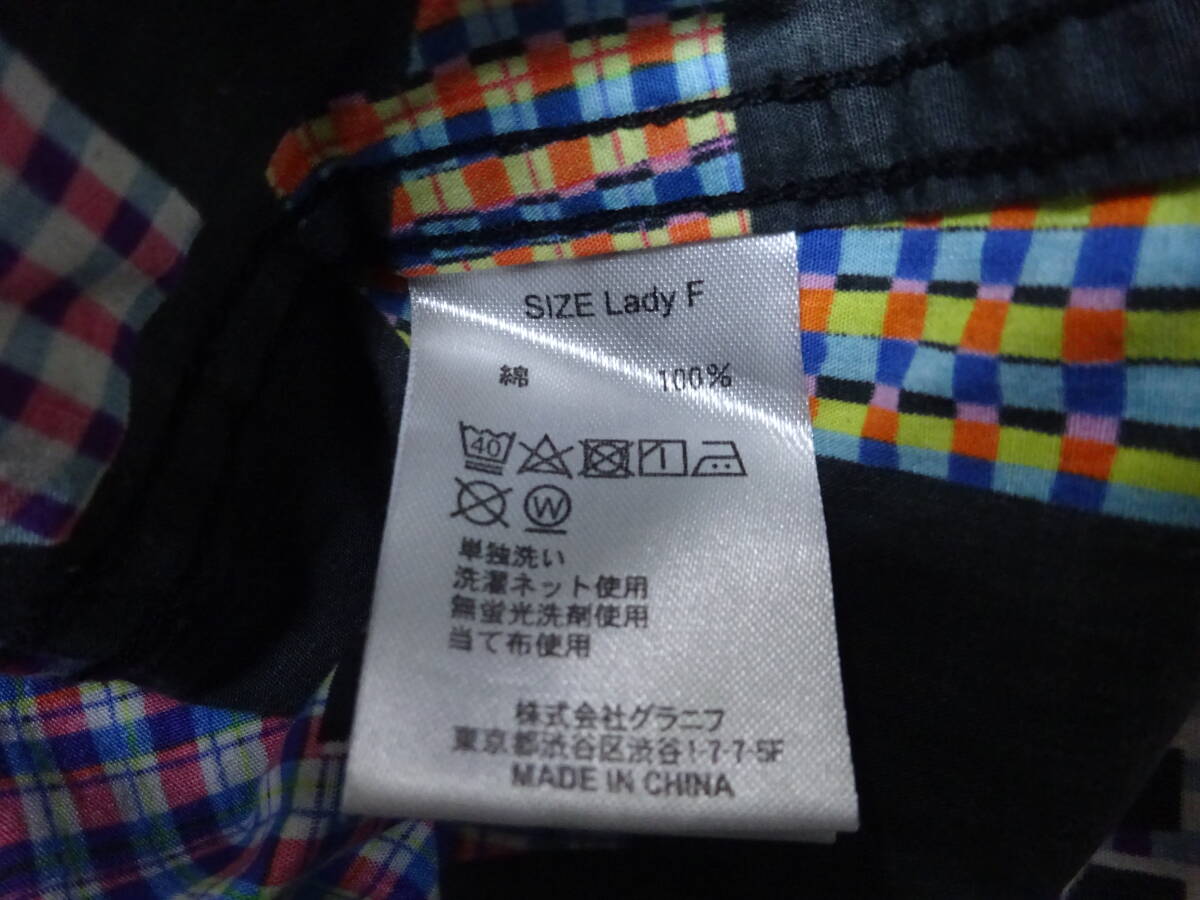 SIZE Lady F
綿 100%
40
W
単独洗い
洗濯ネット使用
無蛍光洗剤使用
当て布使用
株式会社グラニフ
東京都渋谷区渋谷1-7-7-5F
MADE IN CHINA